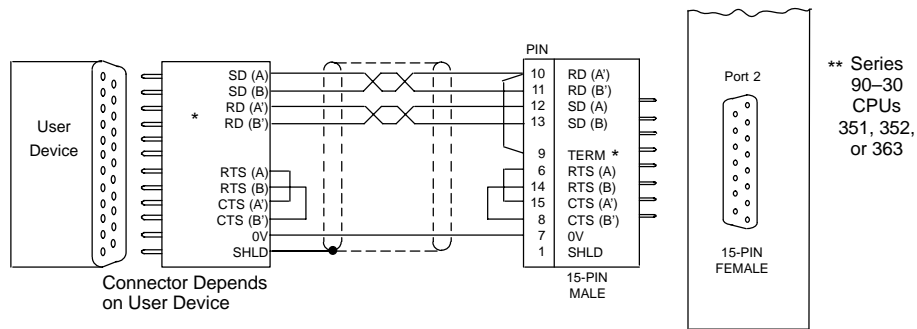 User
Device
*
SD (A)
SD (B)
RD (A')
RD (B')
RTS (A)
RTS (B)
CTS (A')
CTS (B')
0V
SHLD
Connector Depends
on User Device
PIN
10 RD (A')
11 RD (B')
12 SD (A)
13 SD (B)
9 TERM *
6 RTS (A)
14 RTS (B)
15 CTS (A')
8 CTS (B')
7 0V
1 SHLD
15-PIN
MALE
Port 2
15-PIN
FEMALE
** Series
90–30
CPUs
351, 352,
or 363